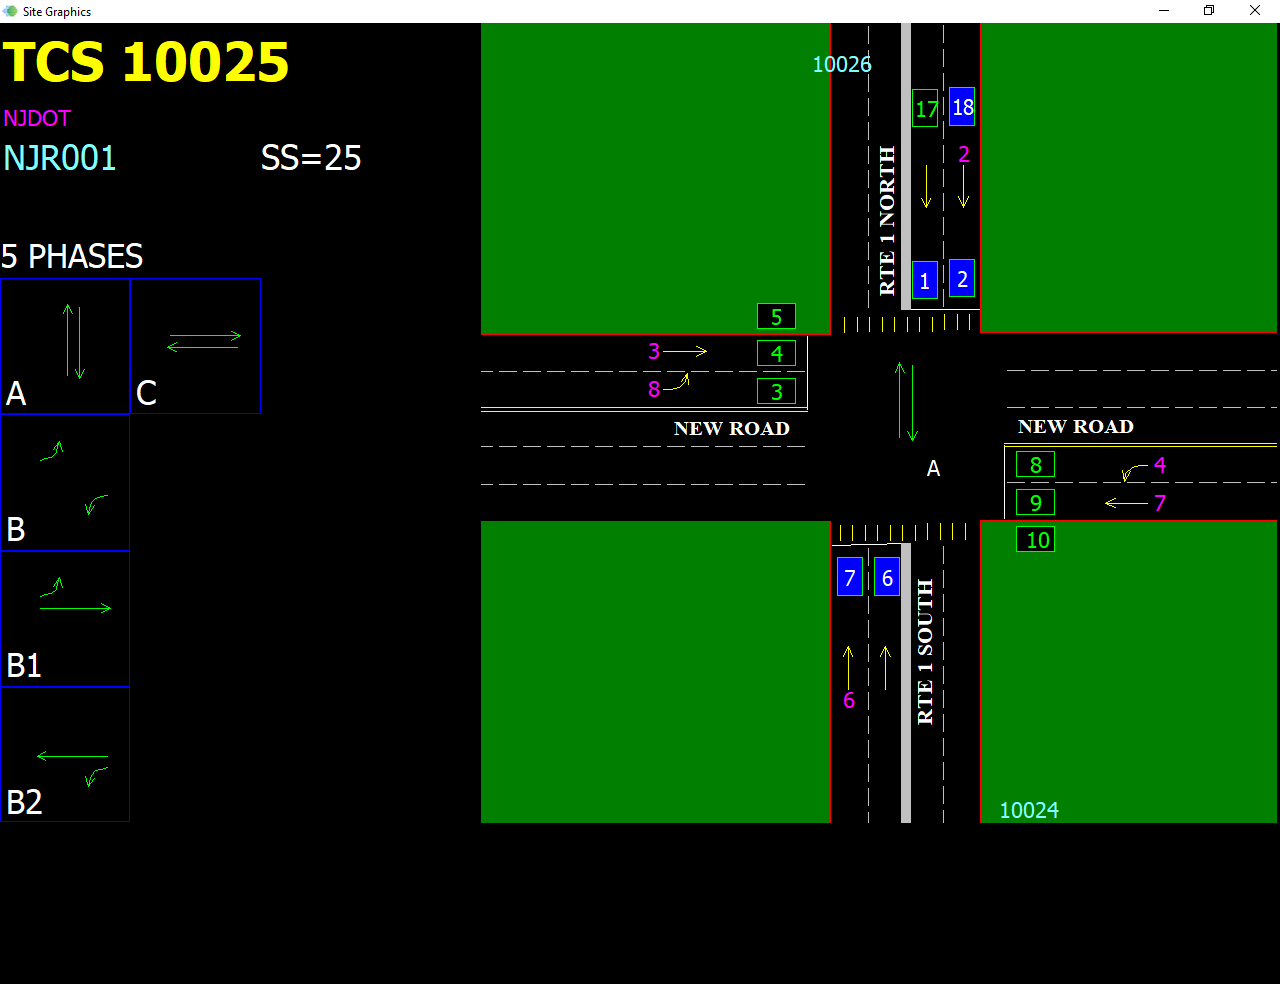 Site Graphics
TCS 10025
NJDOT
NJR001 SS=25
5 PHASES
A
C
B
B1
B2
10026
17
18
2
RTE 1 NORTH
1
2
5
3
4
8
3
NEW ROAD
NEW ROAD
A
8
4
9
7
10
7
6
RTE 1 SOUTH
6
10024